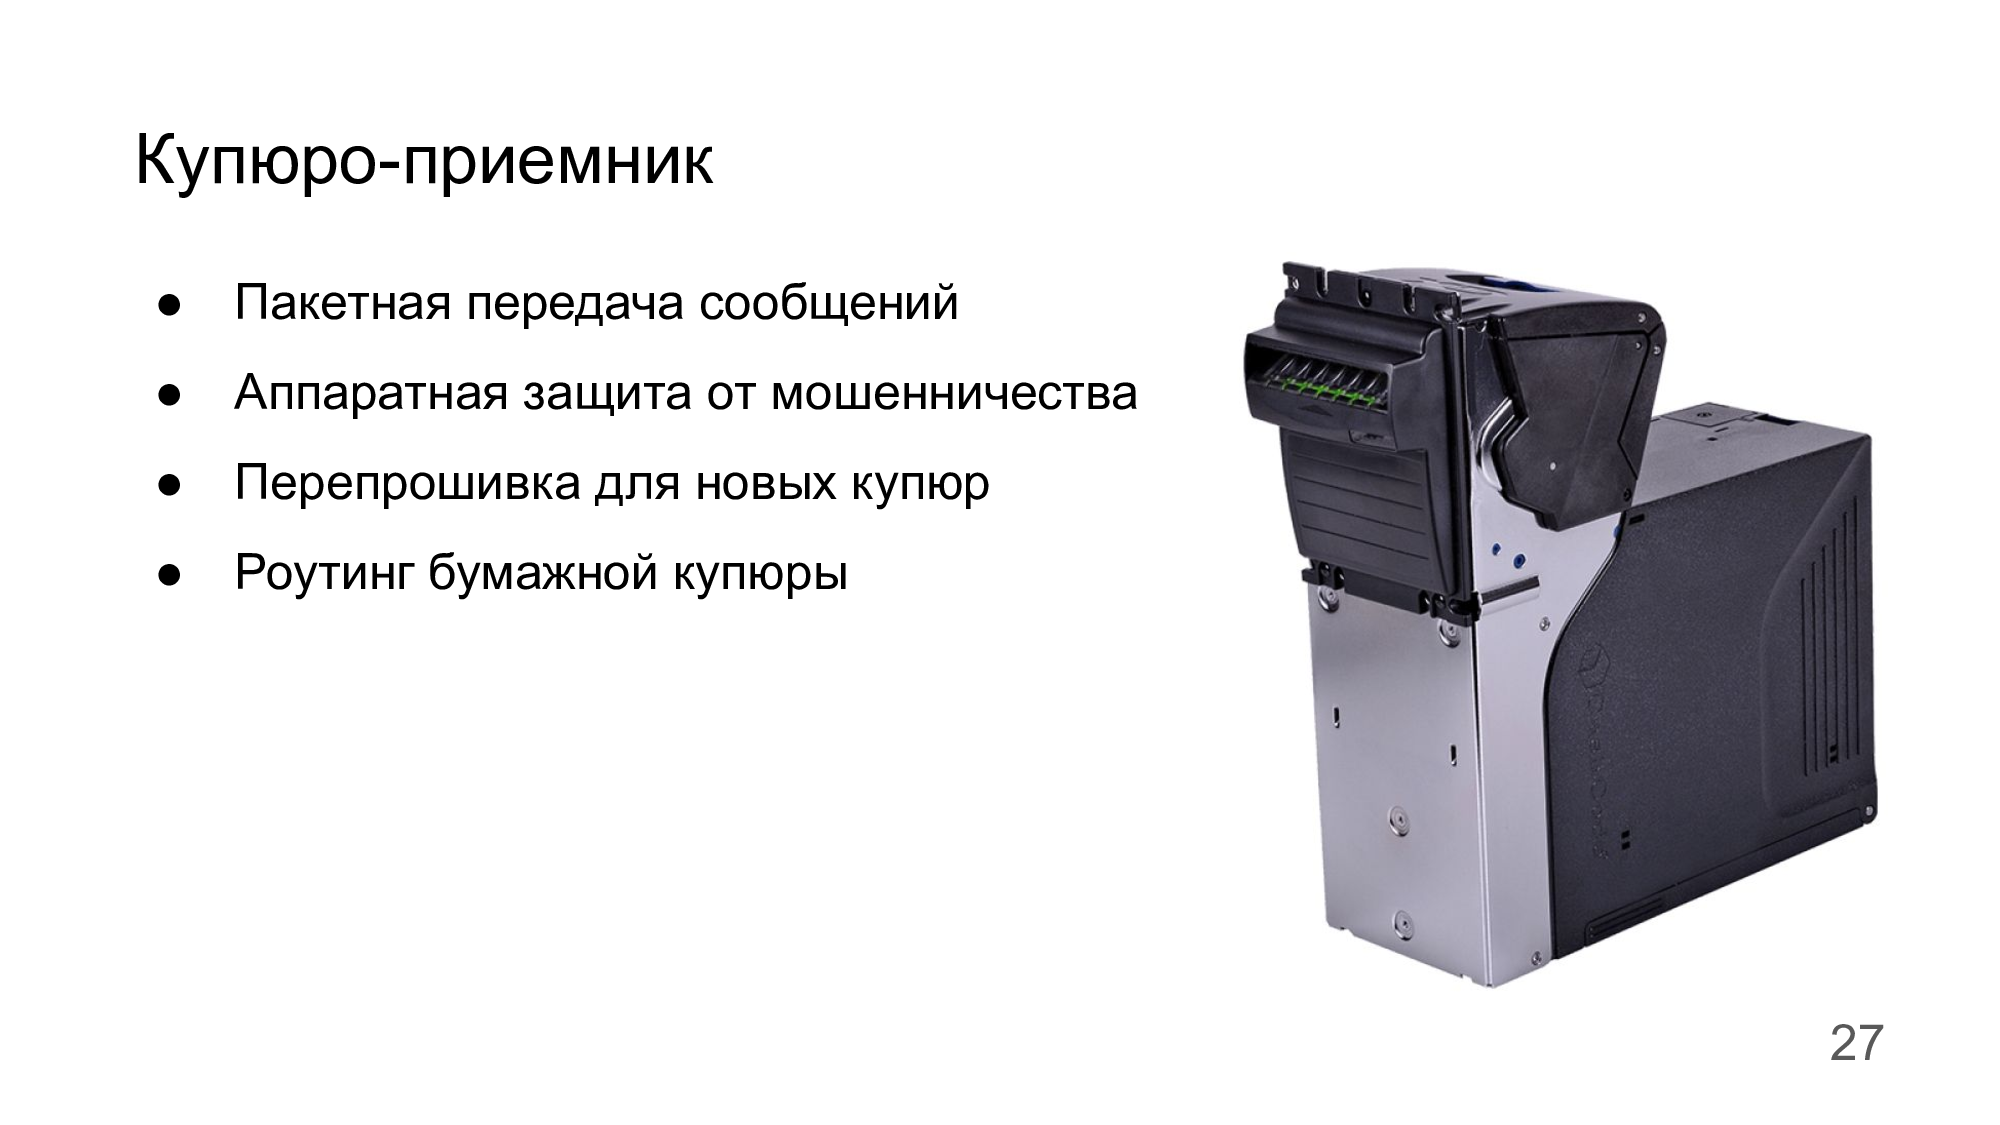 Купюро-приемник
● Пакетная передача сообщений
● Аппаратная защита от мошенничества
● Перепрошивка для новых купюр
● Роутинг бумажной купюры
27